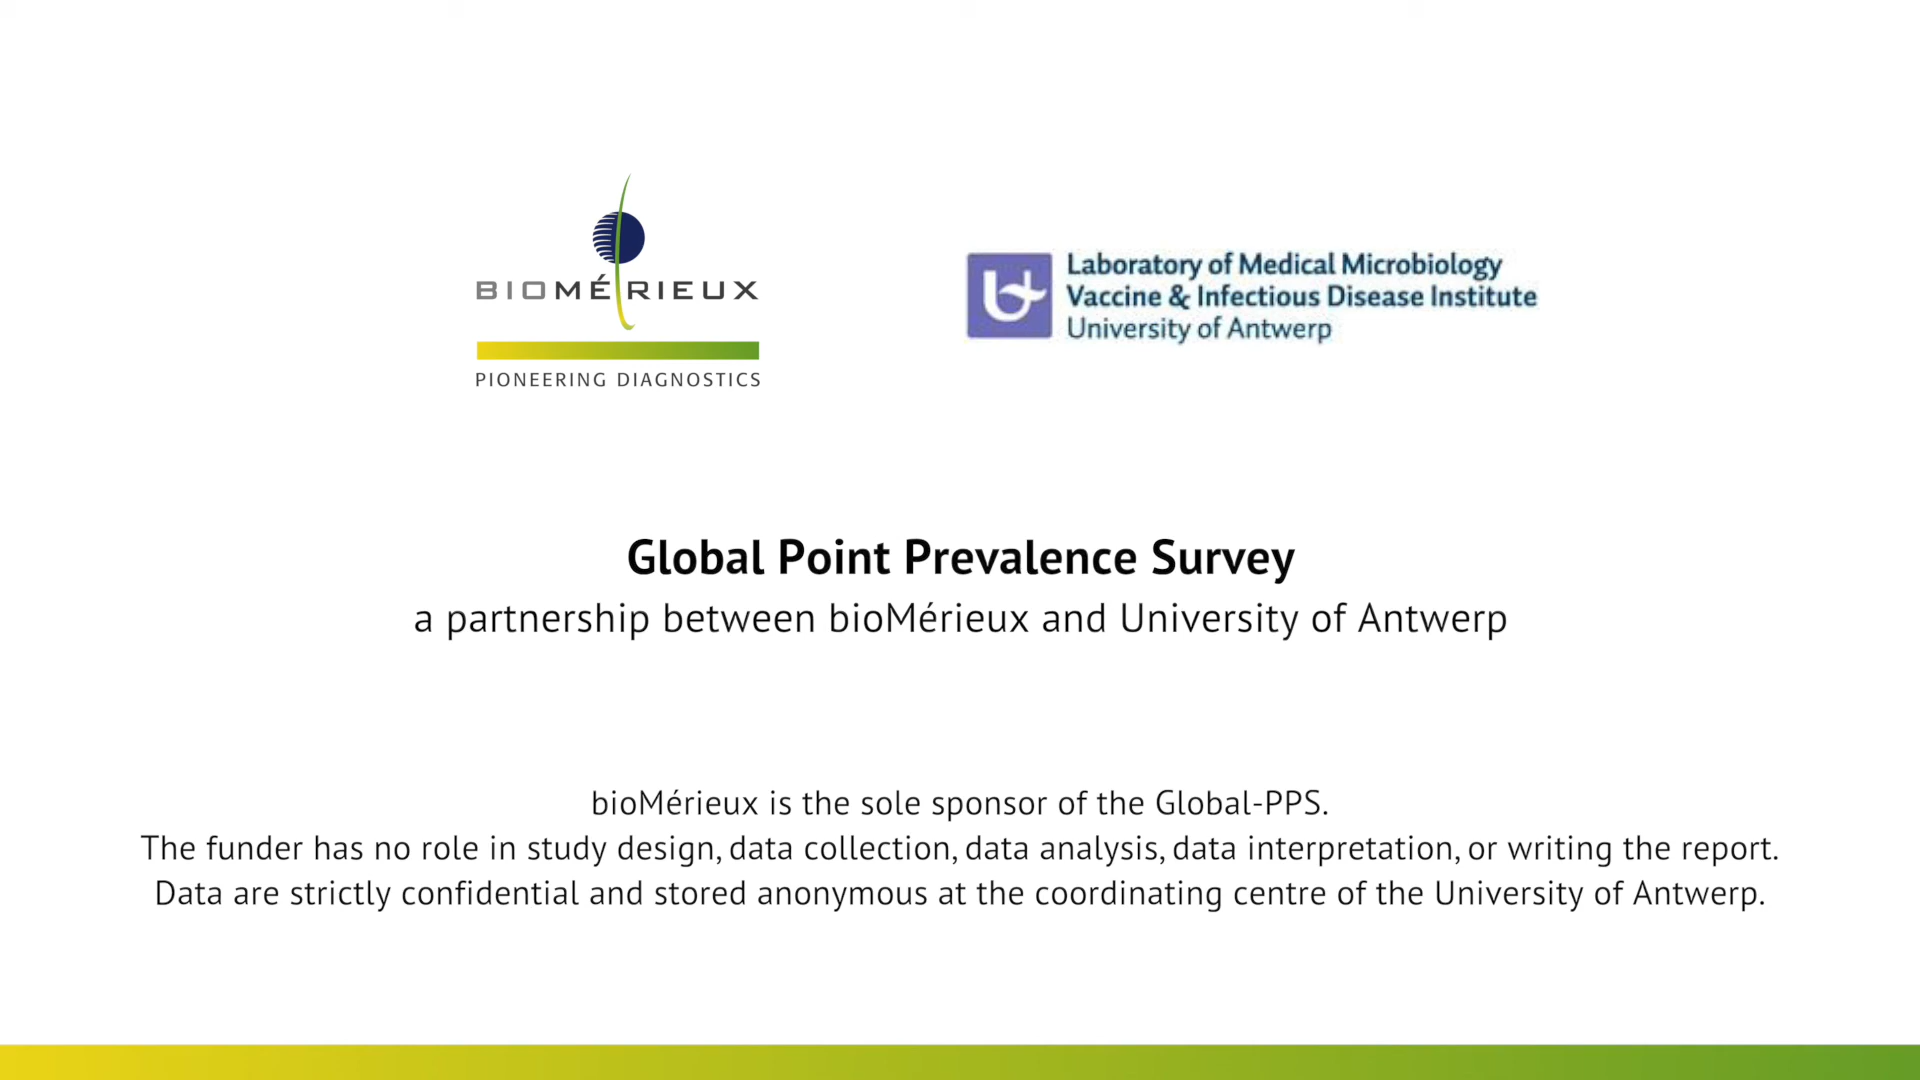 BIOMÉRIEUX
PIONEERING DIAGNOSTICS
Laboratory of Medical Microbiology
Vaccine & Infectious Disease Institute
University of Antwerp
Global Point Prevalence Survey
a partnership between bioMérieux and University of Antwerp
bioMérieux is the sole sponsor of the Global-PPS.
The funder has no role in study design, data collection, data analysis, data interpretation, or writing the report.
Data are strictly confidential and stored anonymous at the coordinating centre of the University of Antwerp.